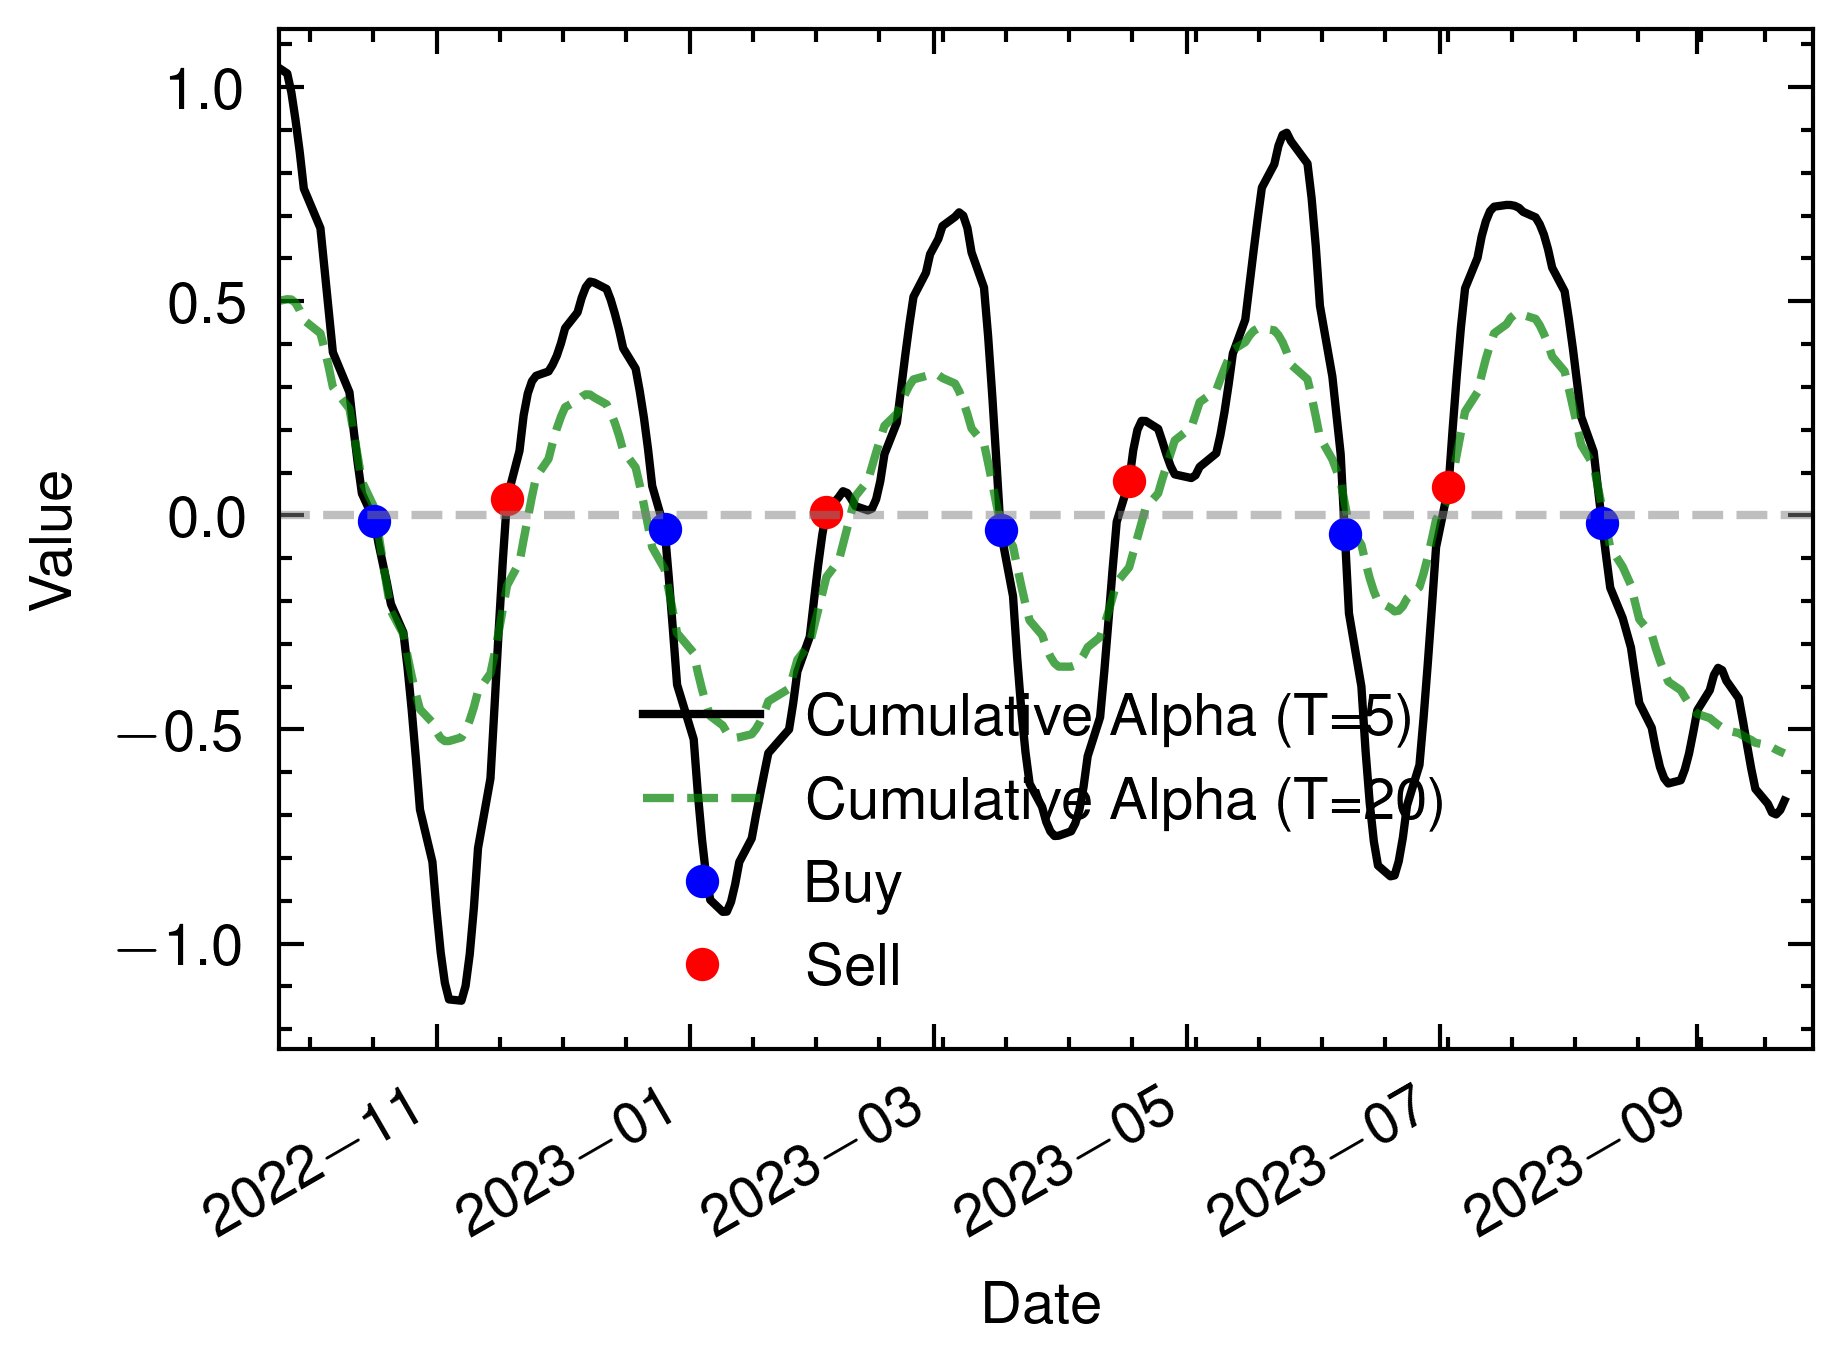 1.0
0.5
0.0
−0.5
−1.0
Value
Cumulative Alpha (T=5)
Cumulative Alpha (T=20)
Buy
Sell
2022−11
2023−01
2023−03
2023−05
2023−07
2023−09
Date